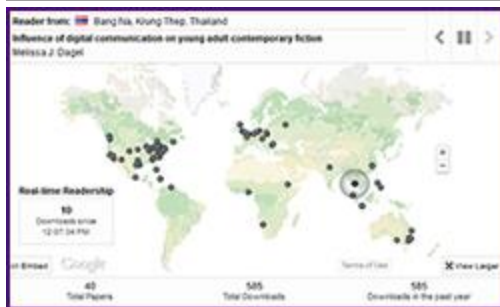 Reader from: Bang Na, Krung Thep, Thailand
Influence of digital communication on young adult contemporary fiction
Melissa J. Dagel
Real-time Readership
10
Downloads since
12:07:04 PM
+
-
Embed
Google
Terms of Use
View Larger
40
Total Papers
585
Total Downloads
585
Downloads in the past year